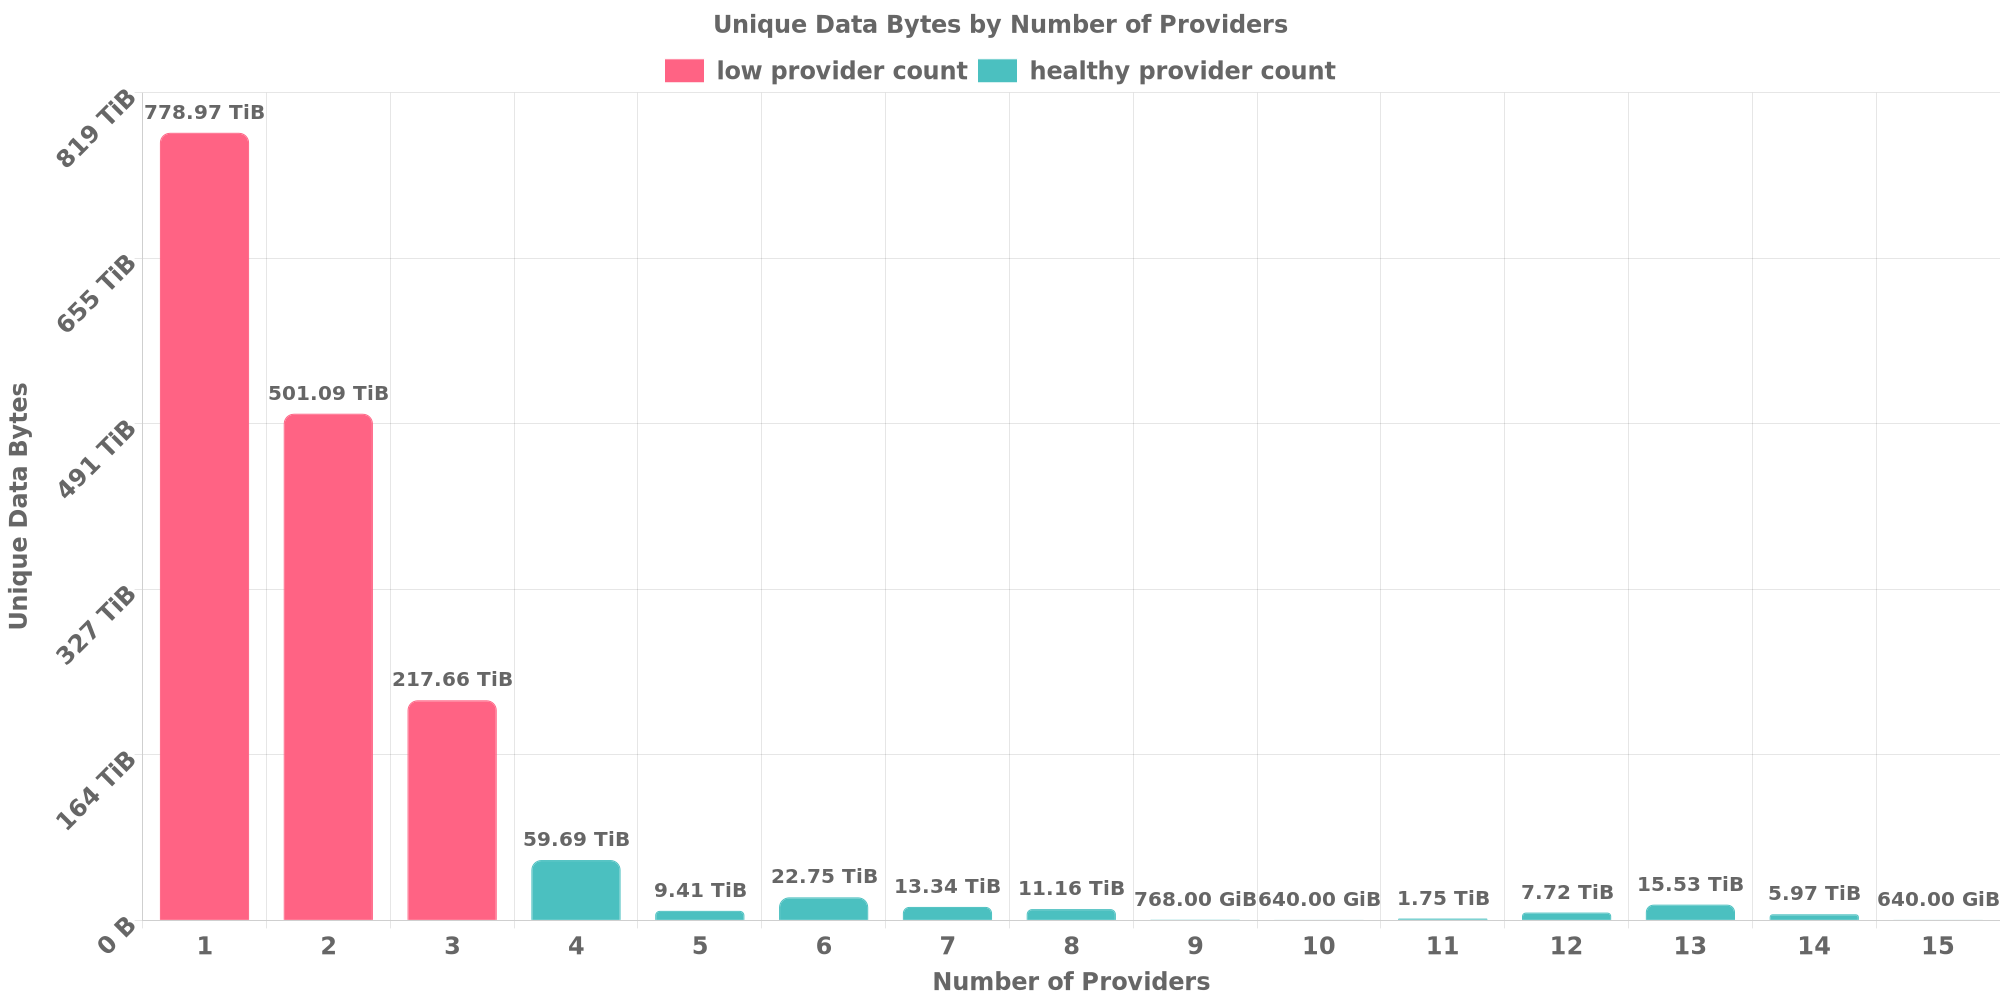 Unique Data Bytes by Number of Providers
low provider count
healthy provider count
Unique Data Bytes
819 TiB
655 TiB
491 TiB
327 TiB
164 TiB
0 B
778.97 TiB
501.09 TiB
217.66 TiB
59.69 TiB
9.41 TiB
22.75 TiB
13.34 TiB
11.16 TiB
768.00 GiB
640.00 GiB
1.75 TiB
7.72 TiB
15.53 TiB
5.97 TiB
640.00 GiB
1
2
3
4
5
6
7
8
9
10
11
12
13
14
15
Number of Providers